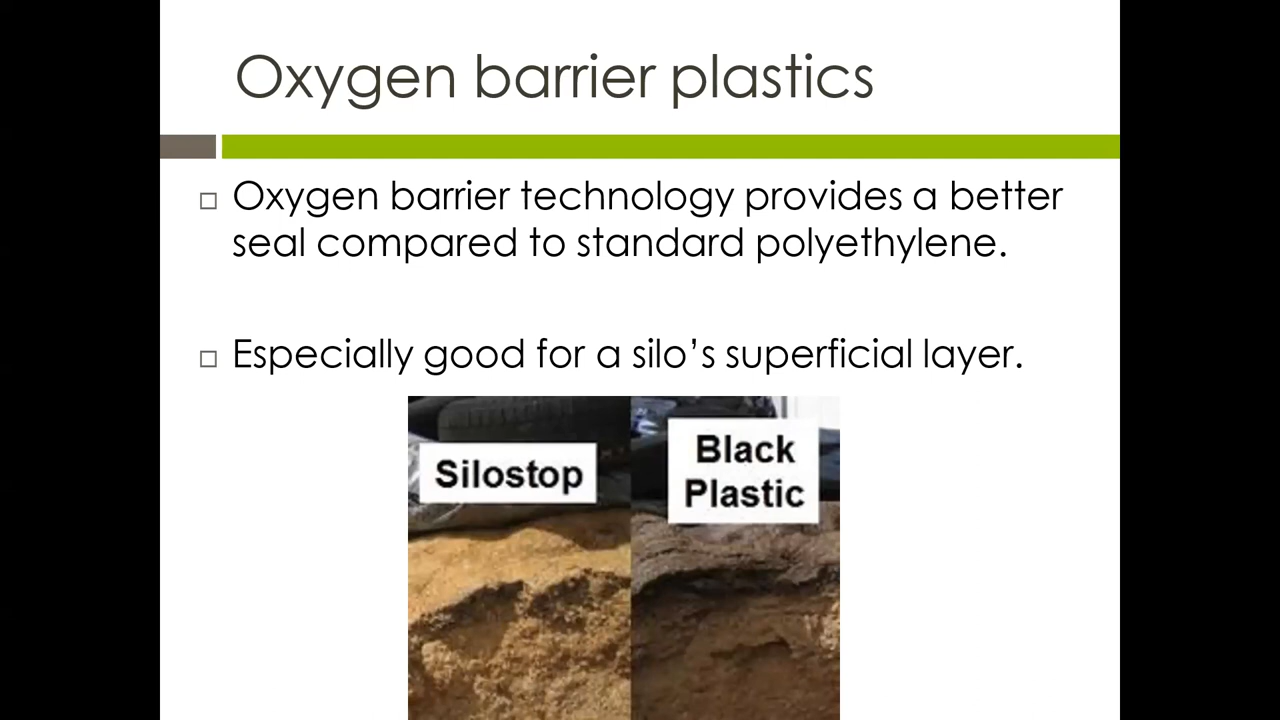 Oxygen barrier plastics
Oxygen barrier technology provides a better
seal compared to standard polyethylene.
Especially good for a silo’s superficial layer.
Silostop
Black
Plastic